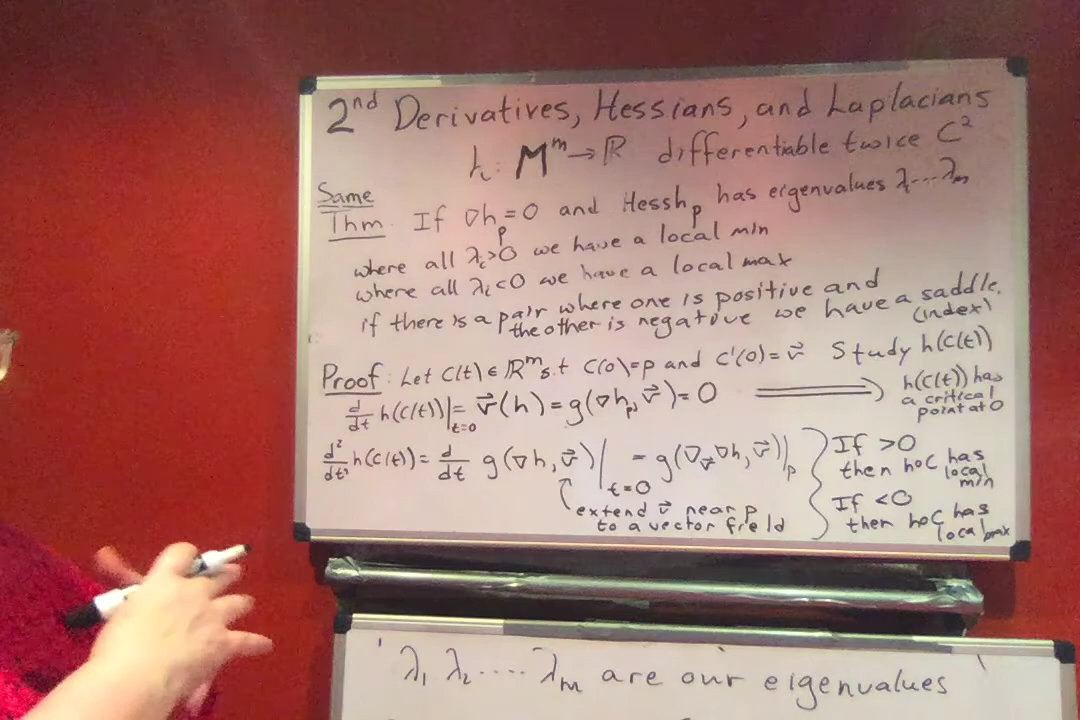 2nd Derivatives, Hessians, and Laplacians
h: M^m → ℝ differentiable twice C²
Same
Thm. If ∇h_p = 0 and Hessh_p has eigenvalues λ₁...λ_m
where all λᵢ>0 we have a local min
where all λᵢ<0 we have a local max
if there is a pair where one is positive and
the other is negative we have a saddle.
(index)
Proof: Let C(t) ∈ ℝ^m s.t C(0)=p and C'(0)=v⃗ Study h(C(t))
d/dt h(C(t))|_{t=0} = v⃗(h) = g(∇h_p, v⃗) = 0 ⟹ h(C(t)) has
a critical
point at 0
d²/dt² h(C(t)) = d/dt g(∇h, v⃗)|_{t=0} = g(∇_v⃗ ∇h, v⃗)|_p } If >0
then hoC has
local
min
If <0
then hoC has
local max
extend v⃗ near p
to a vector field
λ₁ λ₂ .... λ_m are our eigenvalues